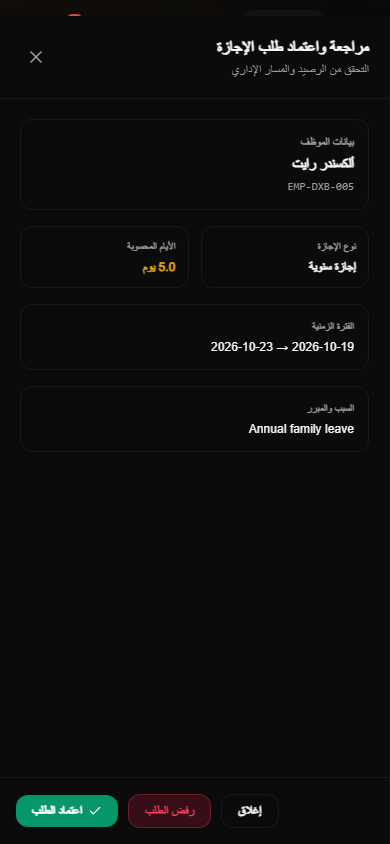 مراجعة واعتماد طلب الإجازة
التحقق من الرصيد والمسار الإداري
بيانات الموظف
ألكسندر رايت
EMP-DXB-005
نوع الإجازة
إجازة سنوية
الأيام المحسوبة
5.0 يوم
الفترة الزمنية
2026-10-19 → 2026-10-23
السبب والمبرر
Annual family leave
إغلاق
رفض الطلب
اعتماد الطلب